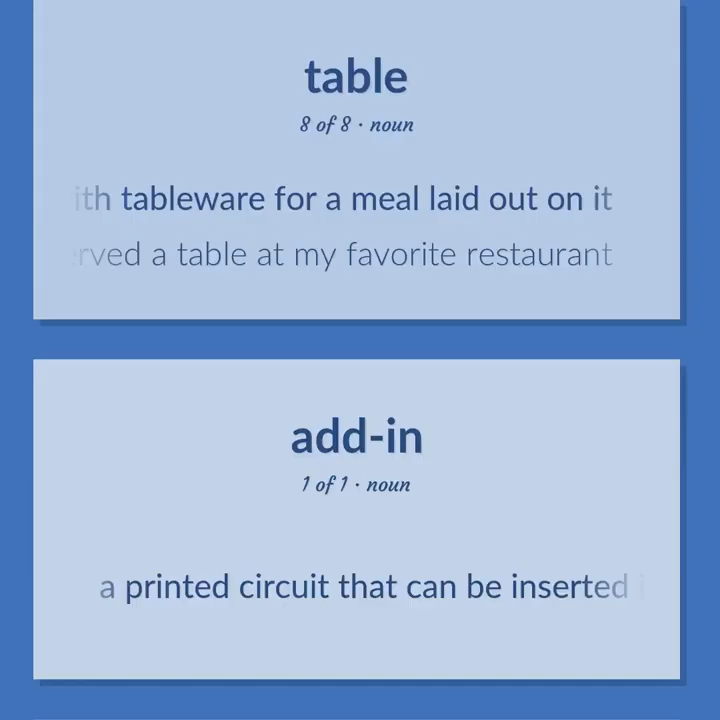 table
8 of 8 · noun
tableware for a meal laid out on it
a table at my favorite restaurant
add-in
1 of 1 · noun
a printed circuit that can be inserted